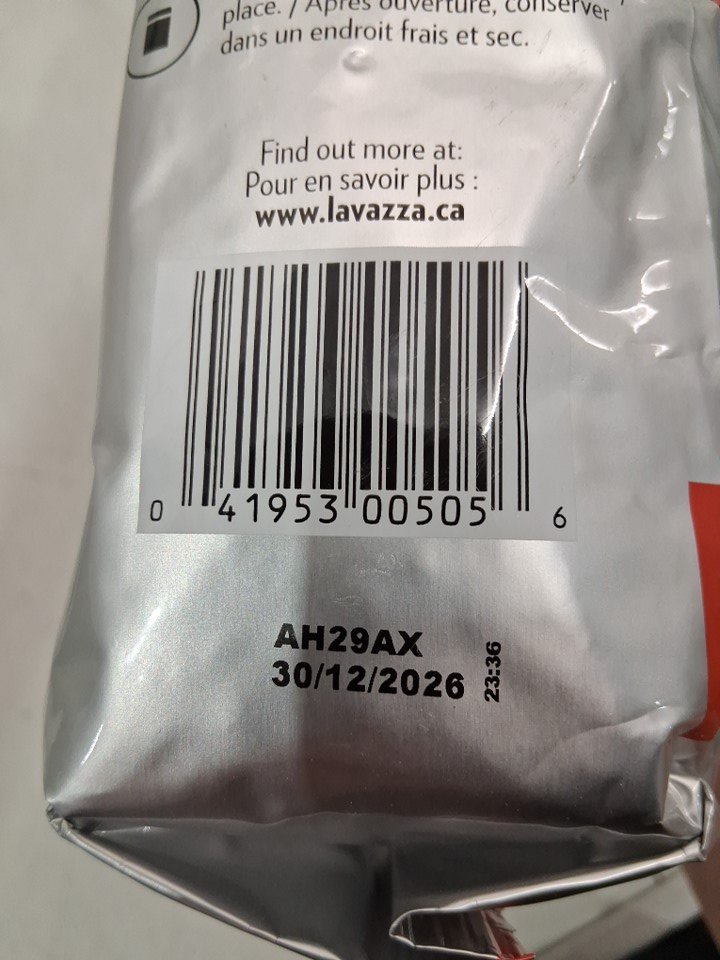 place. / Après ouverture, conserver
dans un endroit frais et sec.
Find out more at:
Pour en savoir plus :
www.lavazza.ca
0 41953 00505 6
AH29AX
30/12/2026
23:36